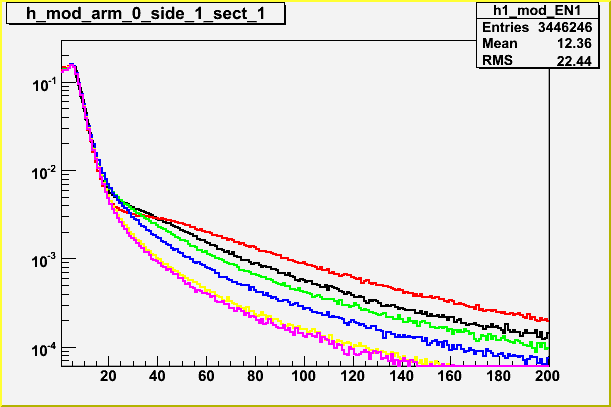 h_mod_arm_0_side_1_sect_1
h1_mod_EN1
Entries 3446246
Mean 12.36
RMS 22.44
10^-1
10^-2
10^-3
10^-4
20 40 60 80 100 120 140 160 180 200